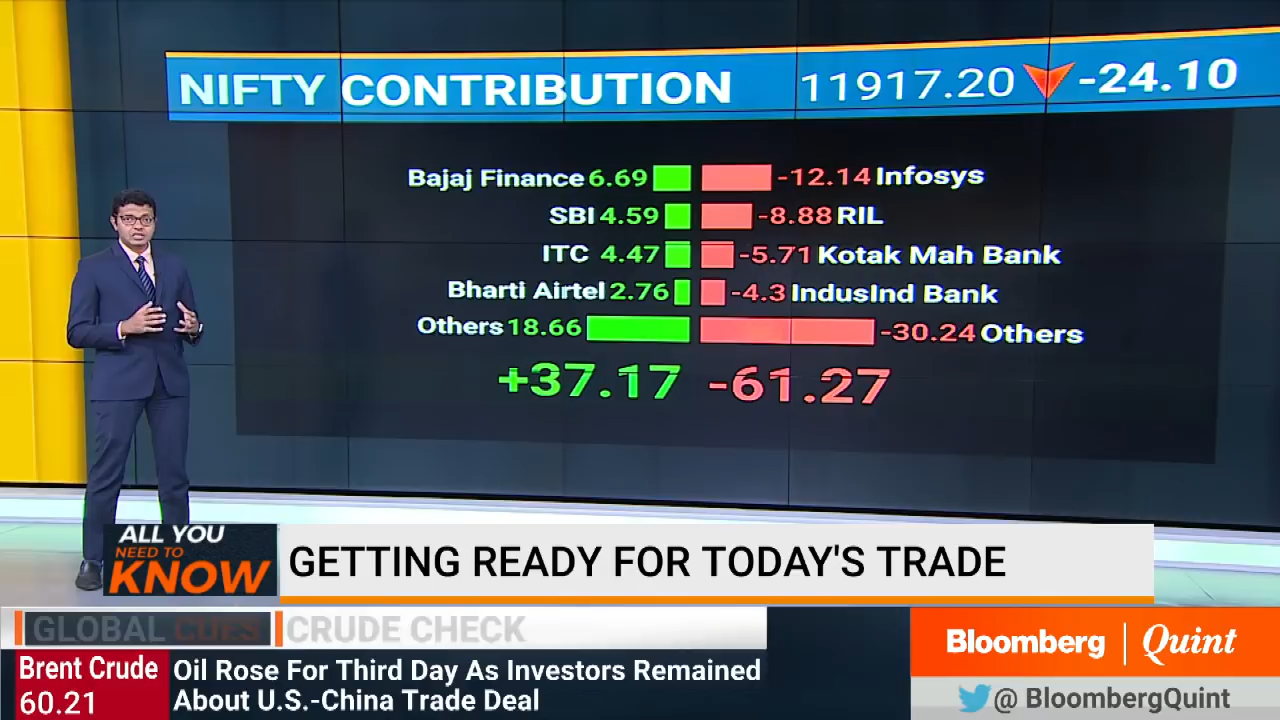 NIFTY CONTRIBUTION 11917.20 -24.10
Bajaj Finance 6.69 -12.14 Infosys
SBI 4.59 -8.88 RIL
ITC 4.47 -5.71 Kotak Mah Bank
Bharti Airtel 2.76 -4.3 IndusInd Bank
Others 18.66 -30.24 Others
+37.17 -61.27
ALL YOU
NEED TO
KNOW
GETTING READY FOR TODAY'S TRADE
GLOBAL CUES CRUDE CHECK
Brent Crude
60.21
Oil Rose For Third Day As Investors Remained
About U.S.-China Trade Deal
Bloomberg | Quint
@ BloombergQuint